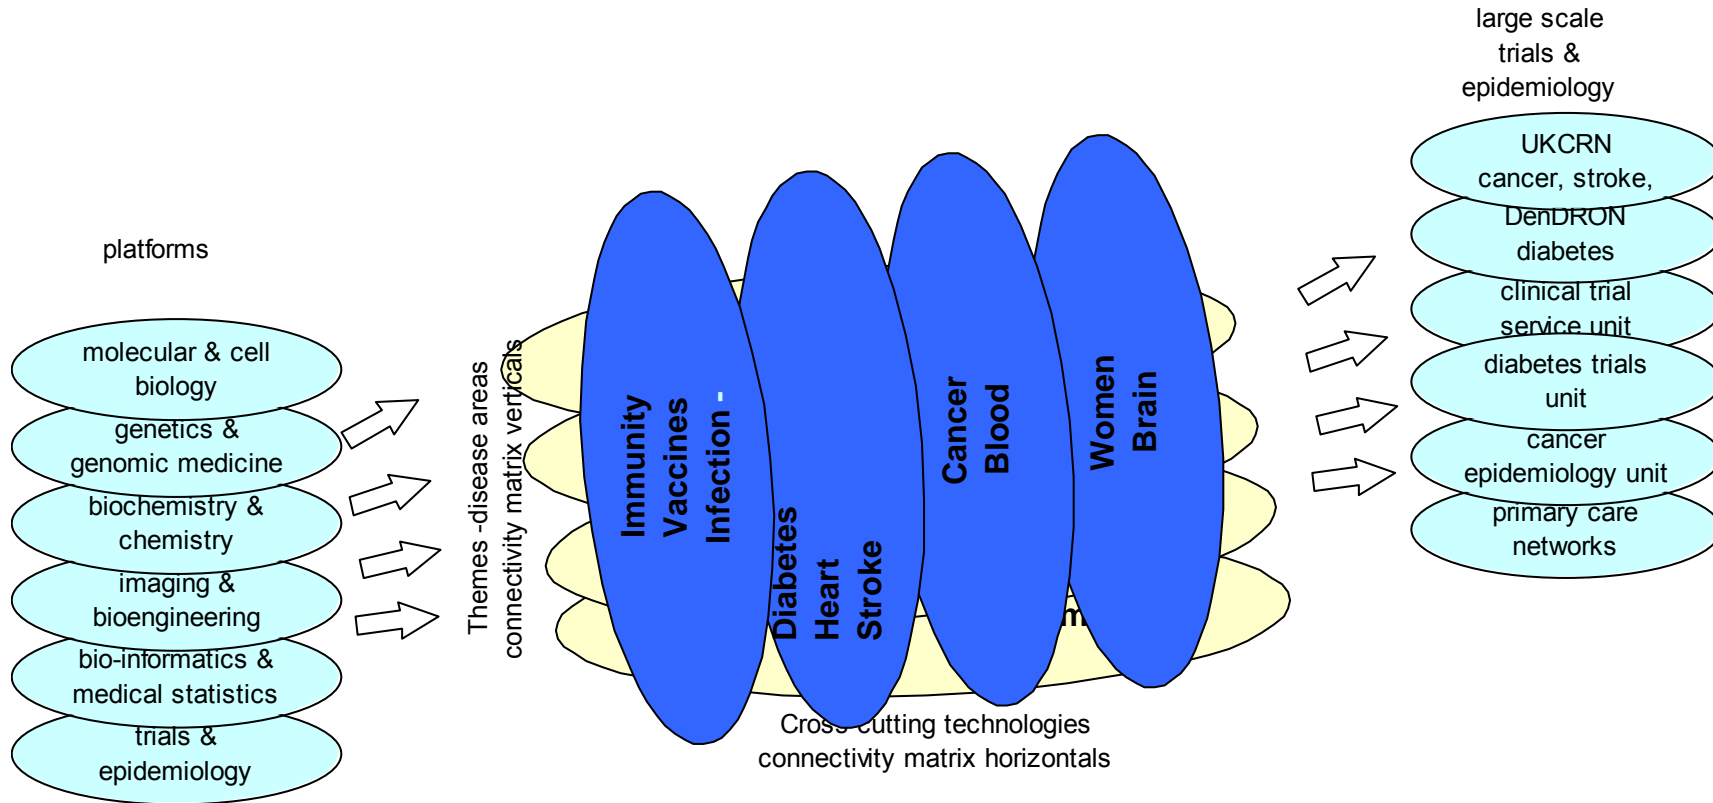 platforms
molecular & cell
biology
genetics &
genomic medicine
biochemistry &
chemistry
imaging &
bioengineering
bio-informatics &
medical statistics
trials &
epidemiology
Themes -disease areas
connectivity matrix verticals
Immunity
Vaccines
Infection -
Diabetes
Heart
Stroke
Cancer
Blood
Women
Brain
Cross-cutting technologies
connectivity matrix horizontals
large scale
trials &
epidemiology
UKCRN
cancer, stroke,
DenDRON
diabetes
clinical trial
service unit
diabetes trials
unit
cancer
epidemiology unit
primary care
networks